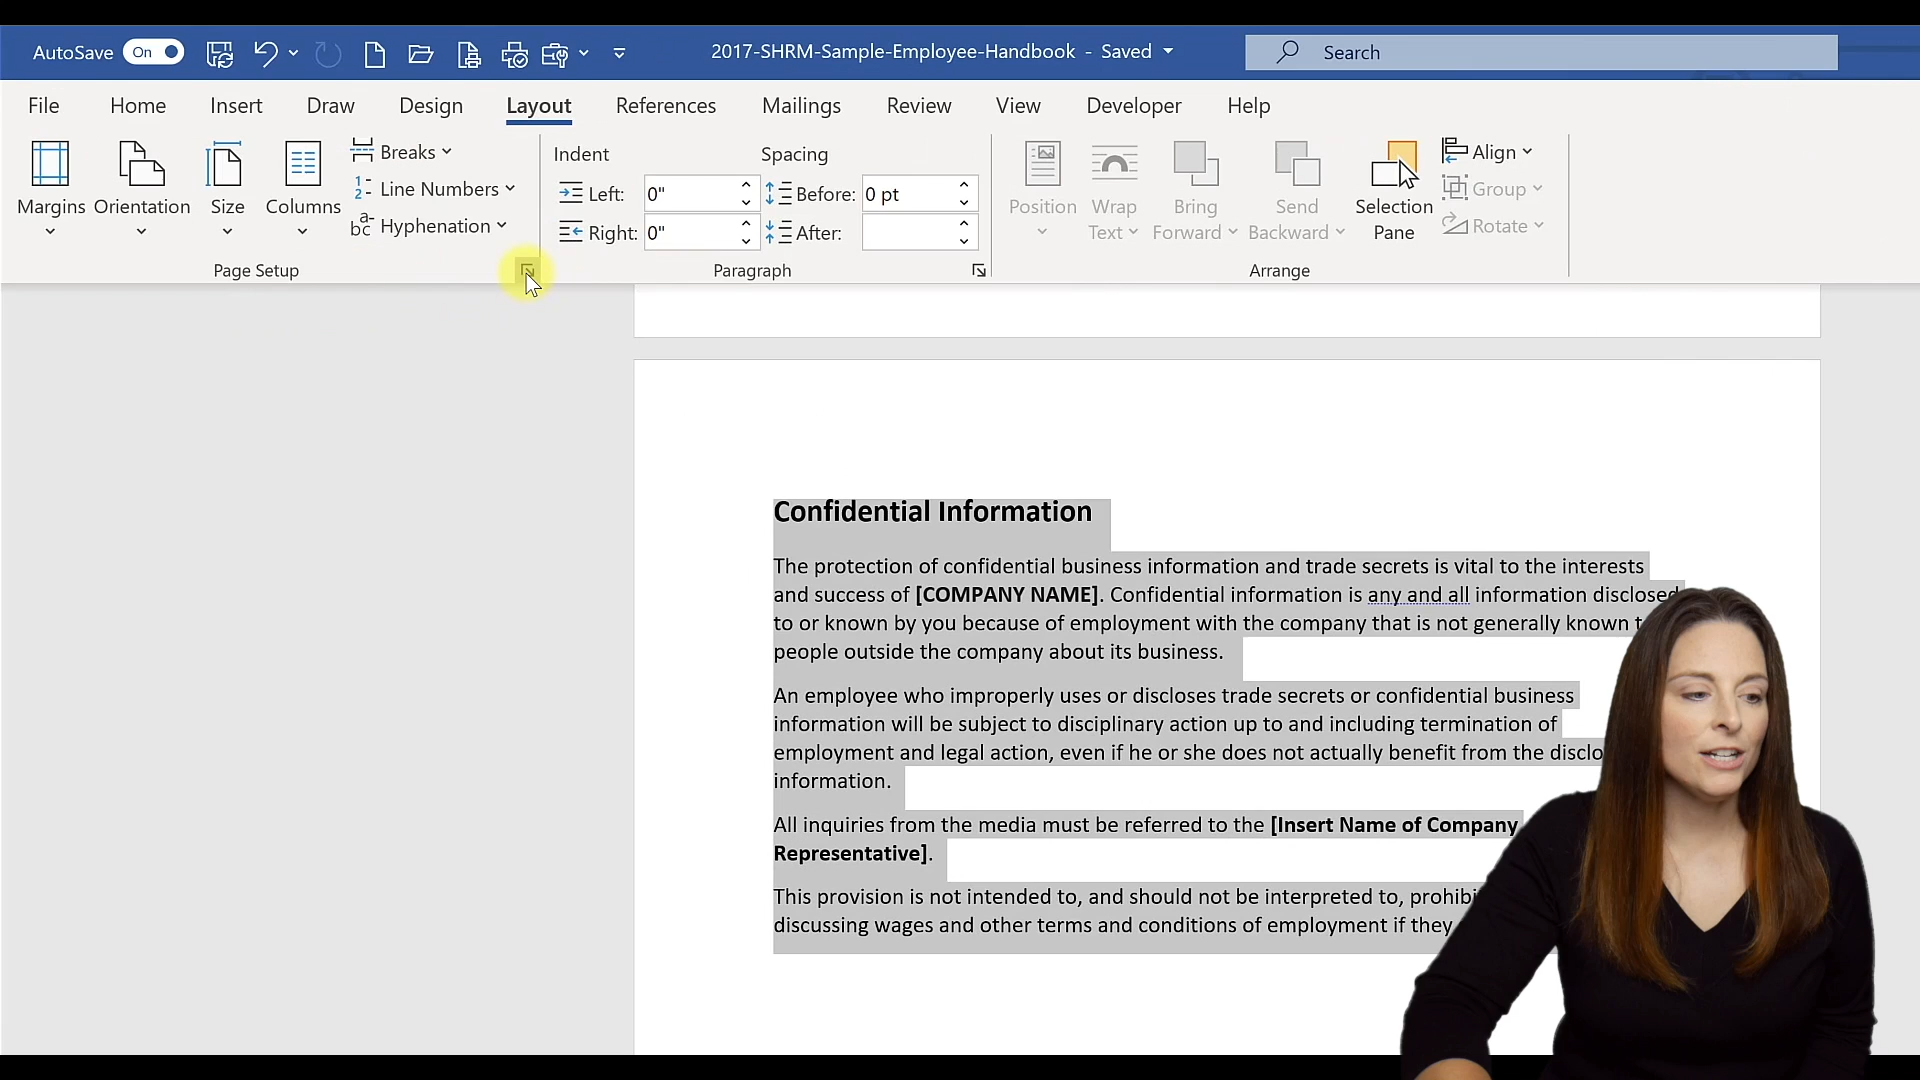 AutoSave On
2017-SHRM-Sample-Employee-Handbook - Saved
Search
File Home Insert Draw Design Layout References Mailings Review View Developer Help
Margins Orientation Size Columns
Breaks
Line Numbers
Hyphenation
Page Setup
Indent
Left: 0"
Right: 0"
Spacing
Before: 0 pt
After:
Paragraph
Position
Wrap
Text
Bring
Forward
Send
Backward
Selection
Pane
Align
Group
Rotate
Arrange
Confidential Information
The protection of confidential business information and trade secrets is vital to the interests
and success of [COMPANY NAME]. Confidential information is any and all information disclosed
to or known by you because of employment with the company that is not generally known
people outside the company about its business.
An employee who improperly uses or discloses trade secrets or confidential business
information will be subject to disciplinary action up to and including termination of
employment and legal action, even if he or she does not actually benefit from the
information.
All inquiries from the media must be referred to the [Insert Name of Company
Representative].
This provision is not intended to, and should not be interpreted to,
discussing wages and other terms and conditions of employment if they